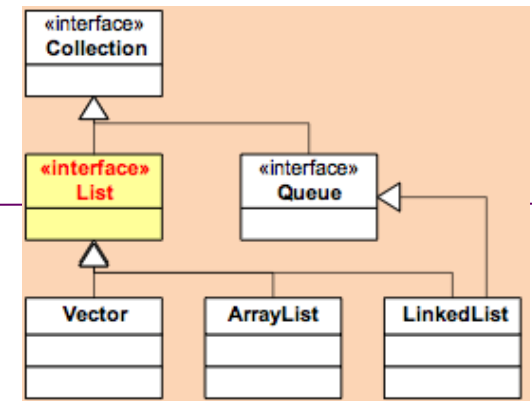 «interface»
Collection
«interface»
List
«interface»
Queue
Vector
ArrayList
LinkedList